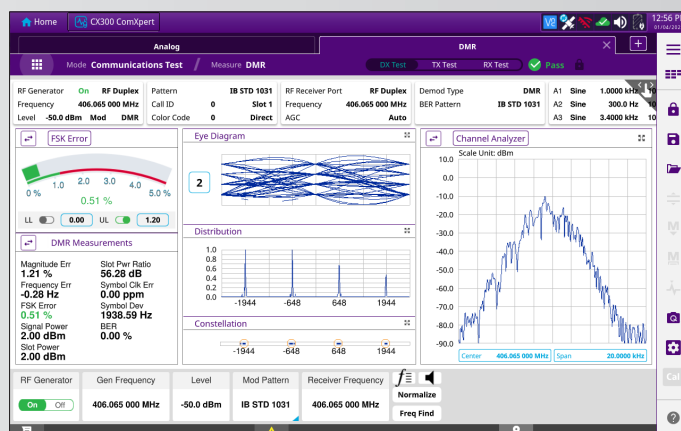 Home CX300 ComXpert 12:56 P
01/04/202
Analog DMR
Mode Communications Test / Measure DMR DX Test TX Test RX Test Pass
RF Generator On RF Duplex Pattern IB STD 1031 RF Receiver Port RF Duplex Demod Type DMR A1 Sine 1.0000 kHz 10
Frequency 406.065 000 MHz Call ID 0 Slot 1 Frequency 406.065 000 MHz BER Pattern IB STD 1031 A2 Sine 300.0 Hz 10
Level -50.0 dBm Mod DMR Color Code 0 Direct AGC Auto A3 Sine 3.4000 kHz 10
FSK Error
0 % 1.0 2.0 3.0 4.0 5.0 %
0.51 %
LL 0.00 UL 1.20
DMR Measurements
Magnitude Err Slot Pwr Ratio
1.21 % 56.28 dB
Frequency Err Symbol Clk Err
-0.28 Hz 0.00 ppm
FSK Error Symbol Dev
0.51 % 1938.59 Hz
Signal Power BER
2.00 dBm 0.00 %
Slot Power
2.00 dBm
Eye Diagram
2
Distribution
1.0
0.8
0.6
0.4
0.2
0.0
-1944 -648 648 1944
Constellation
-1944 -648 648 1944
Channel Analyzer
Scale Unit: dBm
10.0
0.0
-10.0
-20.0
-30.0
-40.0
-50.0
-60.0
-70.0
-80.0
-90.0
Center 406.065 000 MHz Span 20.0000 kHz
RF Generator Gen Frequency Level Mod Pattern Receiver Frequency
On Off 406.065 000 MHz -50.0 dBm IB STD 1031 406.065 000 MHz
Normalize
Freq Find
M
M
Cal